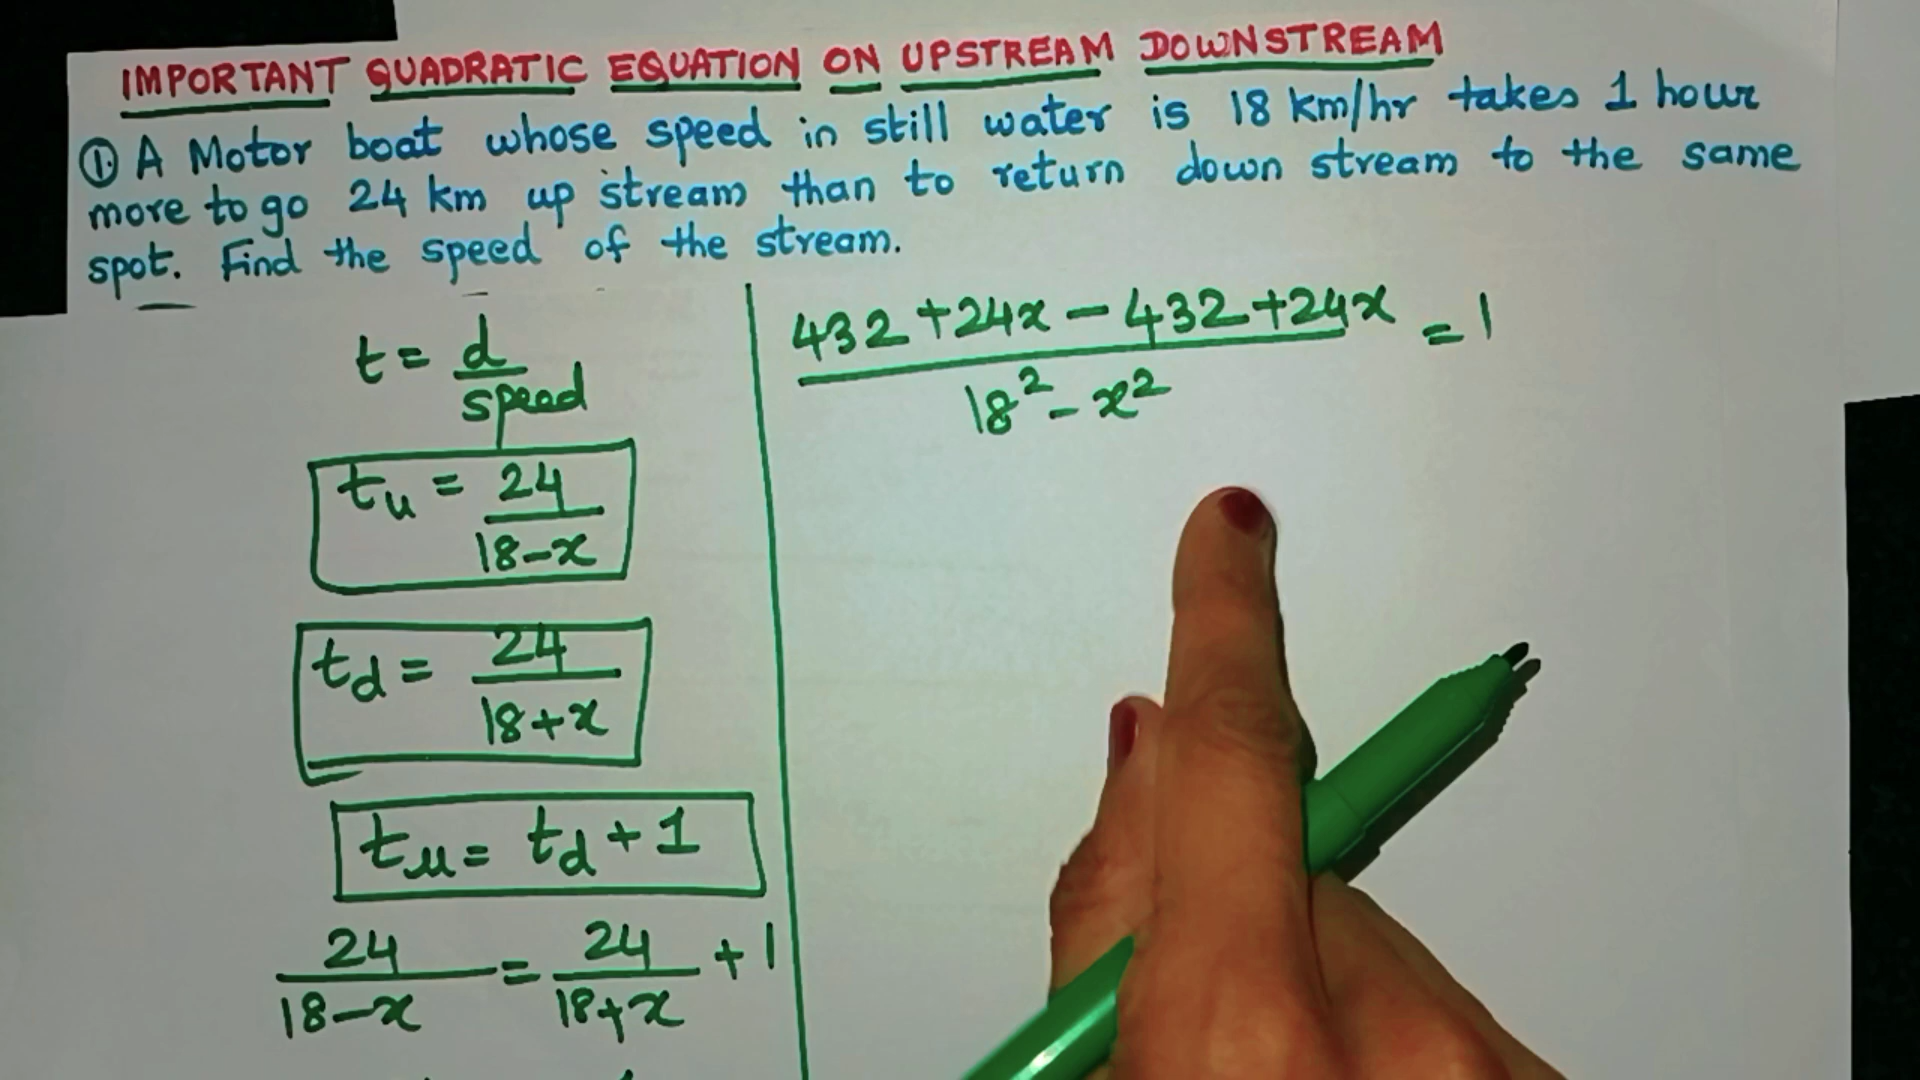 IMPORTANT QUADRATIC EQUATION ON UPSTREAM DOWNSTREAM
① A Motor boat whose speed in still water is 18 km/hr takes 1 hour
more to go 24 km up stream than to return down stream to the same
spot. Find the speed of the stream.
t = d
speed
tu = 24
18-x
td = 24
18+x
tu = td + 1
24 = 24 + 1
18-x 18+x
432 + 24x - 432 + 24x = 1
18² - x²